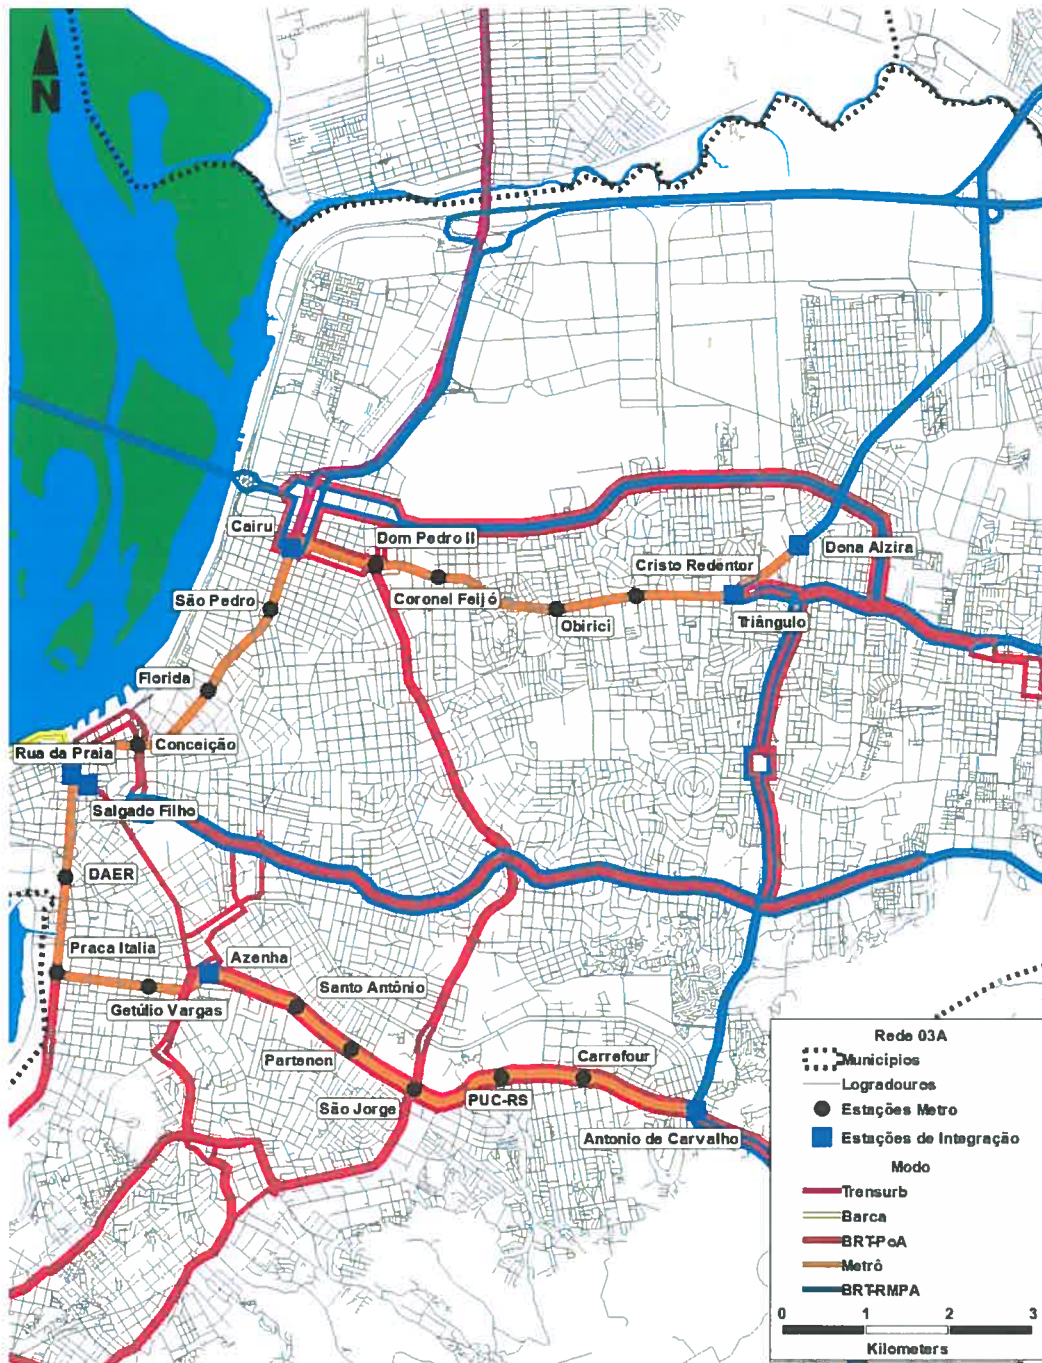 N
Cairu
Dom Pedro II
Dona Alzira
Cristo Redentor
São Pedro
Coronel Feijó
Obirici
Triângulo
Florida
Conceição
Rua da Praia
Salgado Filho
DAER
Praca Italia
Azenha
Santo Antônio
Getúlio Vargas
Partenon
Carrefour
São Jorge
PUC-RS
Antonio de Carvalho
Rede 03A
Municípios
Logradouros
Estações Metro
Estações de Integração
Modo
Trensurb
Barca
BRT-PoA
Metrô
BRT-RMPA
0 1 2 3
Kilometers